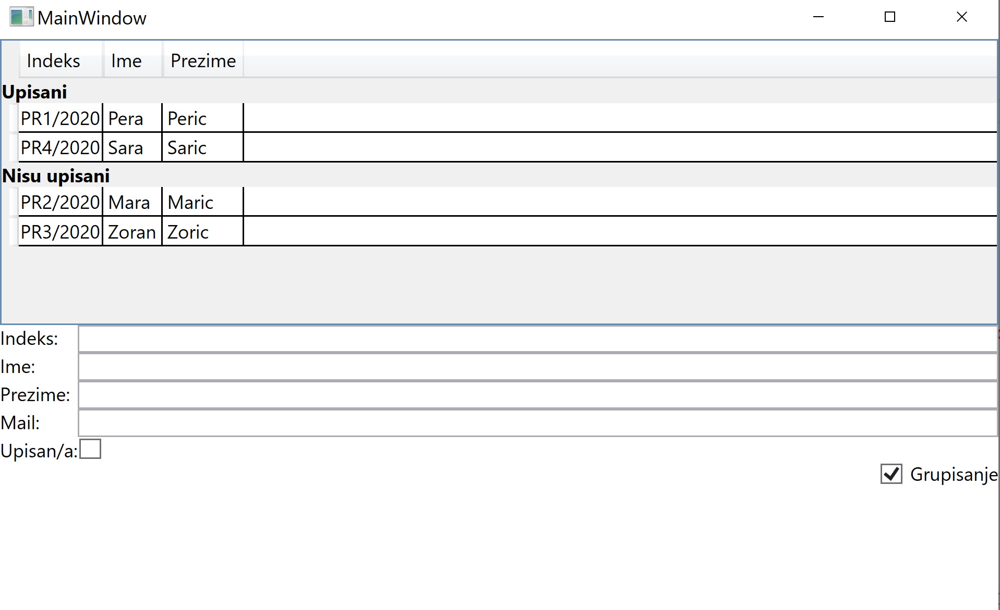 MainWindow
Indeks Ime Prezime
Upisani
PR1/2020 Pera Peric
PR4/2020 Sara Saric
Nisu upisani
PR2/2020 Mara Maric
PR3/2020 Zoran Zoric
Indeks:
Ime:
Prezime:
Mail:
Upisan/a:
Grupisanje